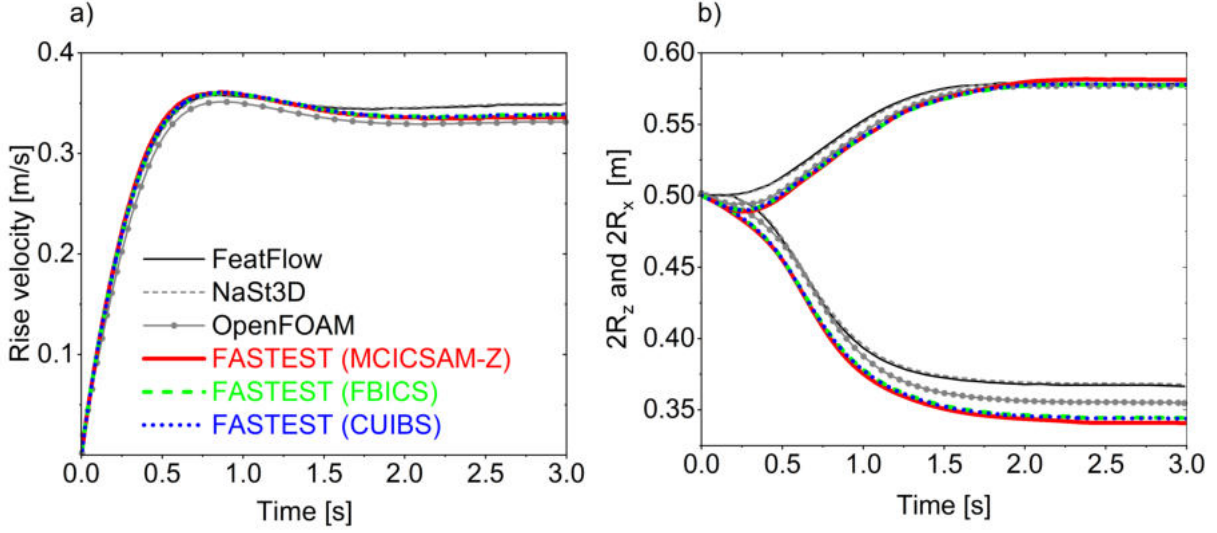 a)
Rise velocity [m/s]
0.4
0.3
0.2
0.1
FeatFlow
NaSt3D
OpenFOAM
FASTEST (MCICSAM-Z)
FASTEST (FBICS)
FASTEST (CUIBS)
0.0 0.5 1.0 1.5 2.0 2.5 3.0
Time [s]
b)
2R_z and 2R_x [m]
0.60
0.55
0.50
0.45
0.40
0.35
0.0 0.5 1.0 1.5 2.0 2.5 3.0
Time [s]